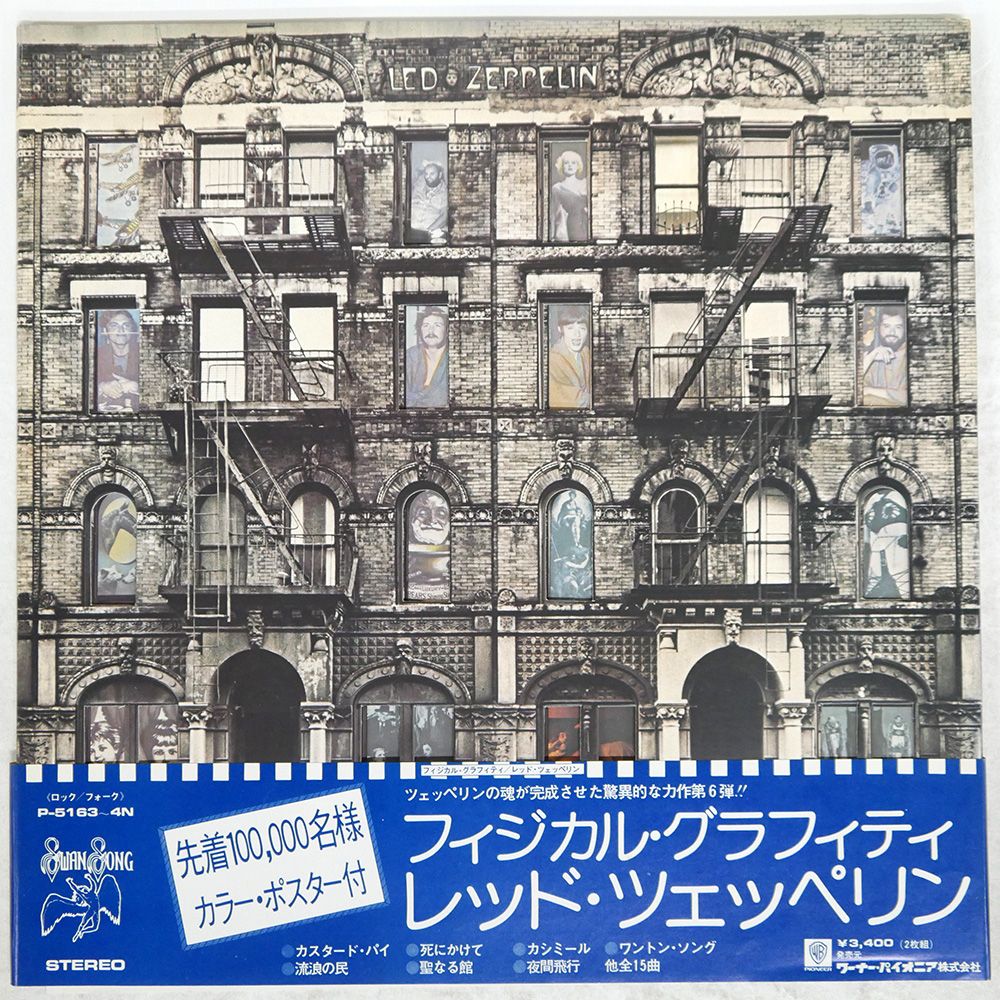 LED ZEPPELIN
フィジカル・グラフィティ/レッド・ツェッペリン
〈ロック/フォーク〉
P-5163~4N
SWAN SONG
STEREO
先着100,000名様
カラー・ポスター付
ツェッペリンの魂が完成させた驚異的な力作第6弾.!!
フィジカル・グラフィティ
レッド・ツェッペリン
●カスタード・パイ ●死にかけて ●カシミール ●ワントン・ソング
●流浪の民 ●聖なる館 ●夜間飛行 他全15曲
WB
PIONEER
¥3,400 (2枚組)
発売元
ワーナー・パイオニア株式会社